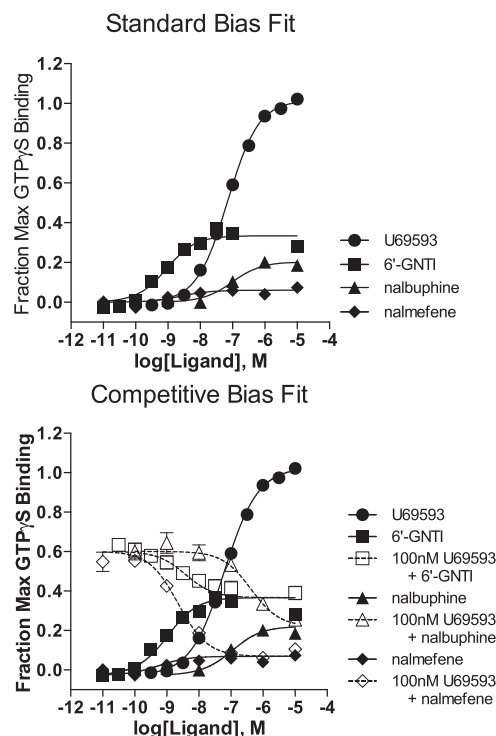 Standard Bias Fit
Fraction Max GTPγS Binding
1.2
1.0
0.8
0.6
0.4
0.2
0.0
-12 -11 -10 -9 -8 -7 -6 -5 -4
log[Ligand], M
U69593
6'-GNTI
nalbuphine
nalmefene
Competitive Bias Fit
Fraction Max GTPγS Binding
1.2
1.0
0.8
0.6
0.4
0.2
0.0
-12 -11 -10 -9 -8 -7 -6 -5 -4
log[Ligand], M
U69593
6'-GNTI
100nM U69593
+ 6'-GNTI
nalbuphine
100nM U69593
+ nalbuphine
nalmefene
100nM U69593
+ nalmefene